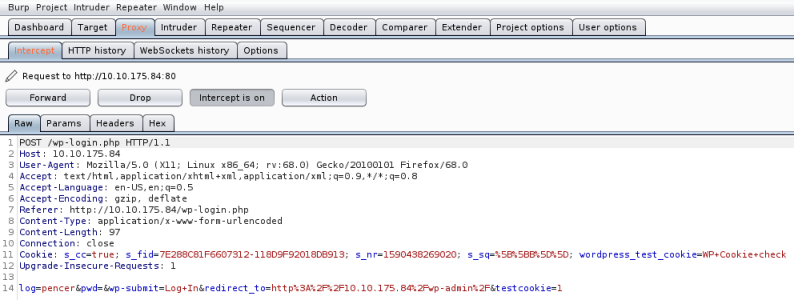 Burp Project Intruder Repeater Window Help
Dashboard Target Proxy Intruder Repeater Sequencer Decoder Comparer Extender Project options User options
Intercept HTTP history WebSockets history Options
Request to http://10.10.175.84:80
Forward Drop Intercept is on Action
Raw Params Headers Hex
1 POST /wp-login.php HTTP/1.1
2 Host: 10.10.175.84
3 User-Agent: Mozilla/5.0 (X11; Linux x86_64; rv:68.0) Gecko/20100101 Firefox/68.0
4 Accept: text/html,application/xhtml+xml,application/xml;q=0.9,*/*;q=0.8
5 Accept-Language: en-US,en;q=0.5
6 Accept-Encoding: gzip, deflate
7 Referer: http://10.10.175.84/wp-login.php
8 Content-Type: application/x-www-form-urlencoded
9 Content-Length: 97
10 Connection: close
11 Cookie: s_cc=true; s_fid=7E288C81F6607312-118D9F92018DB913; s_nr=1590438269020; s_sq=%5B%5BB%5D%5D; wordpress_test_cookie=WP+Cookie+check
12 Upgrade-Insecure-Requests: 1
13
14 log=pencer&pwd=&wp-submit=Log+In&redirect_to=http%3A%2F%2F10.10.175.84%2Fwp-admin%2F&testcookie=1